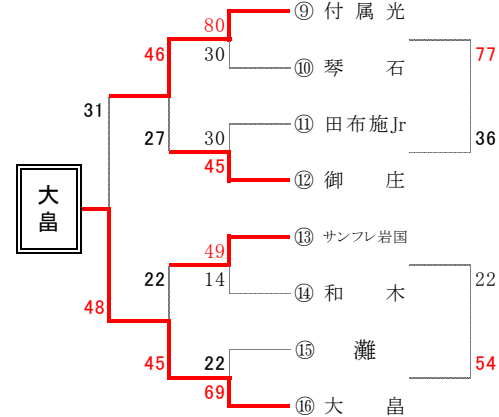 80 ⑨ 付属光
46 30 ⑩ 琴石 77
31 27 30 ⑪ 田布施Jr 36
45 ⑫ 御庄
大畠
49 ⑬ サンフレ岩国
22 14 ⑭ 和木 22
48 45 22 ⑮ 灘 54
69 ⑯ 大畠